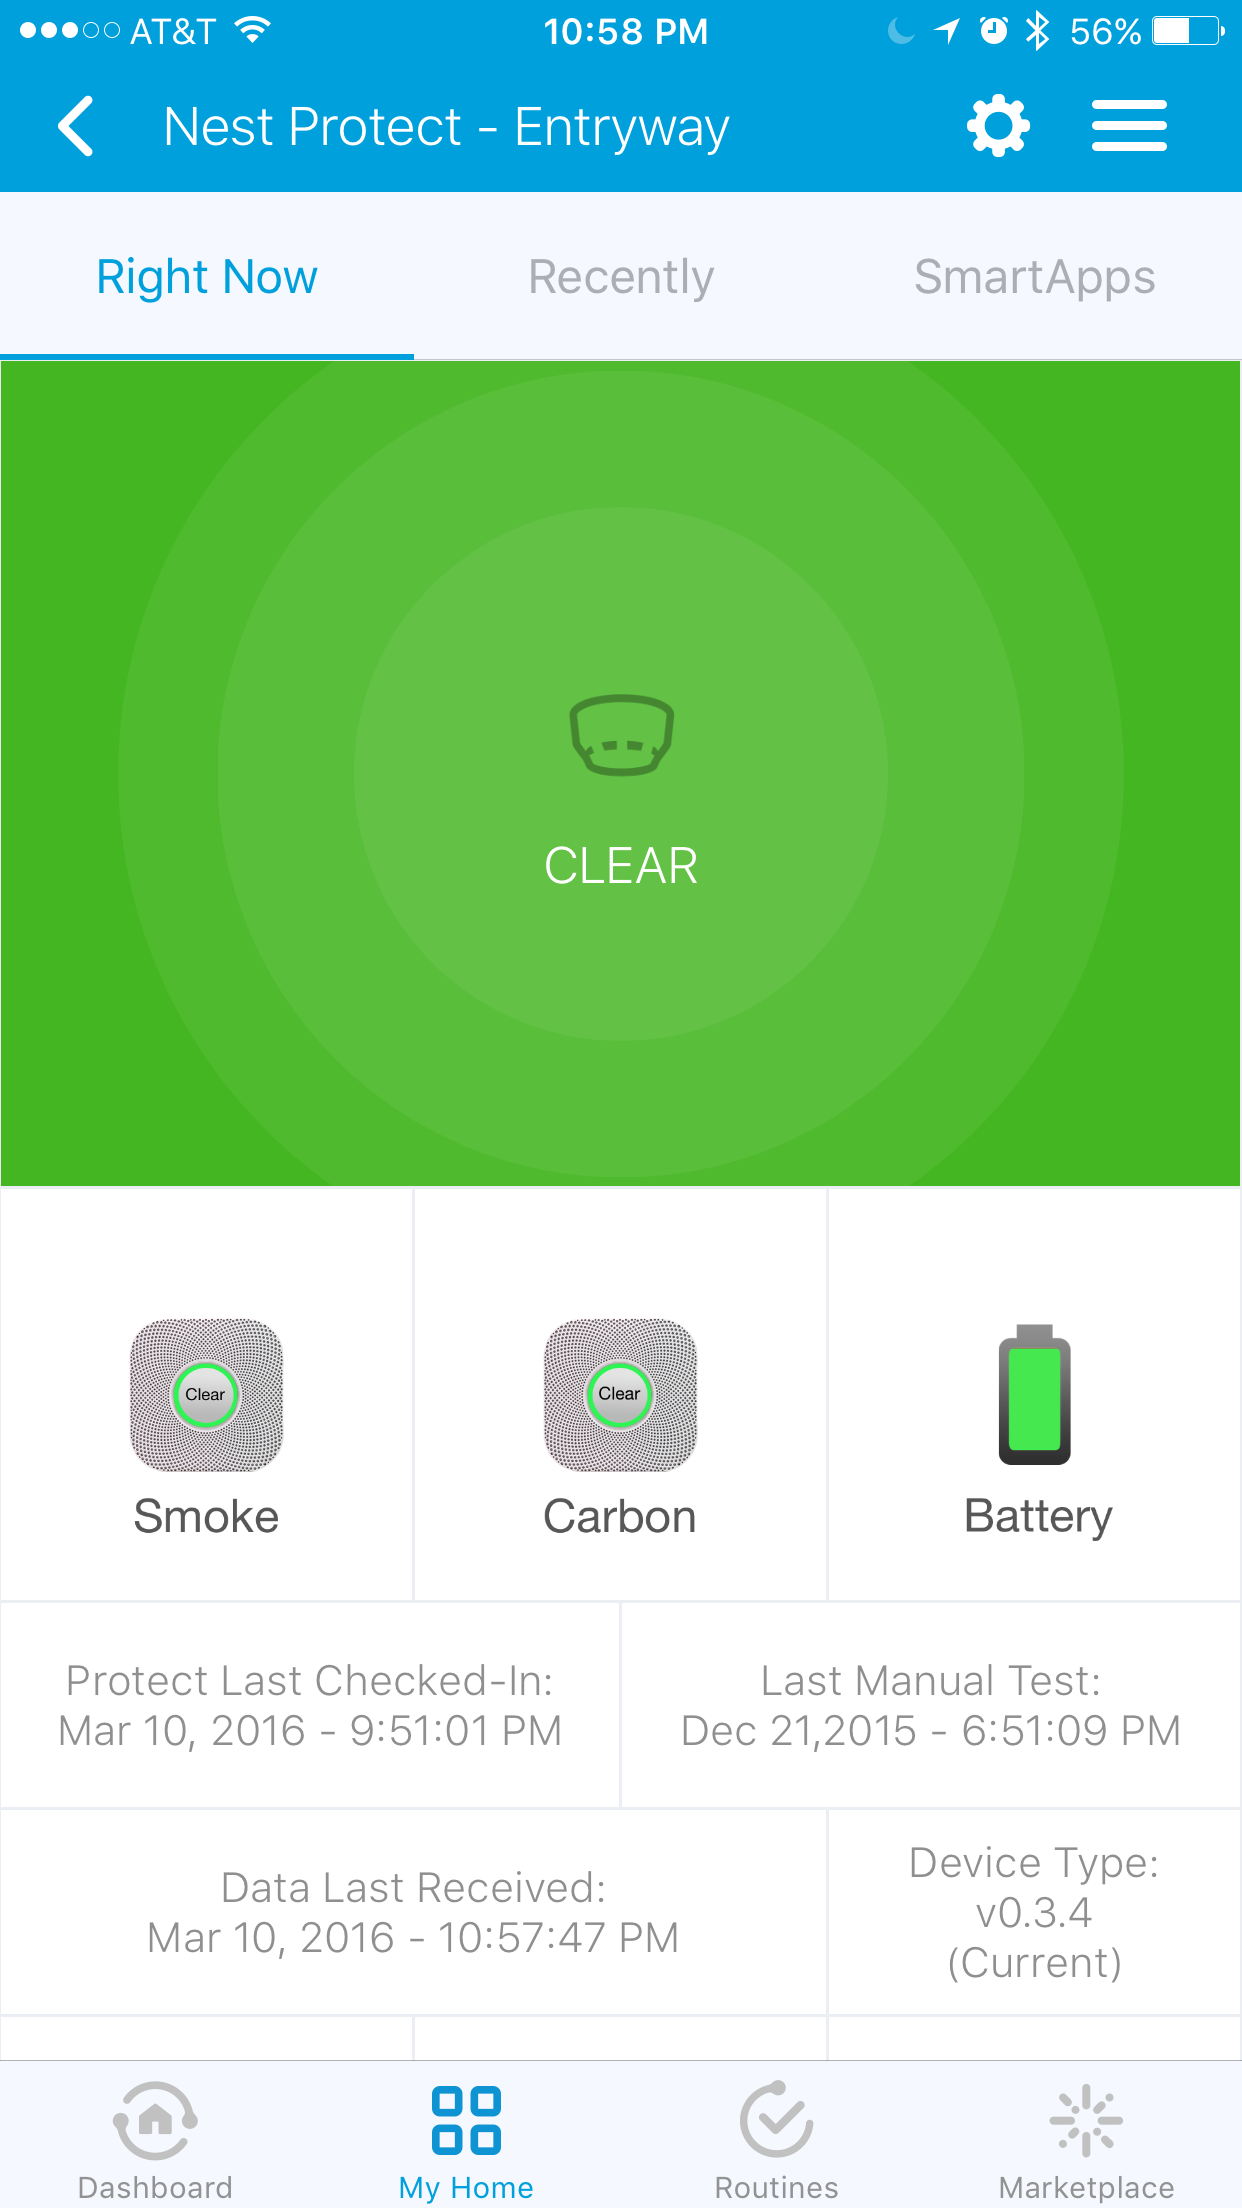 AT&T 10:58 PM 56%
Nest Protect - Entryway
Right Now Recently SmartApps
CLEAR
Clear Clear
Smoke Carbon Battery
Protect Last Checked-In:
Mar 10, 2016 - 9:51:01 PM
Last Manual Test:
Dec 21,2015 - 6:51:09 PM
Data Last Received:
Mar 10, 2016 - 10:57:47 PM
Device Type:
v0.3.4
(Current)
Dashboard My Home Routines Marketplace